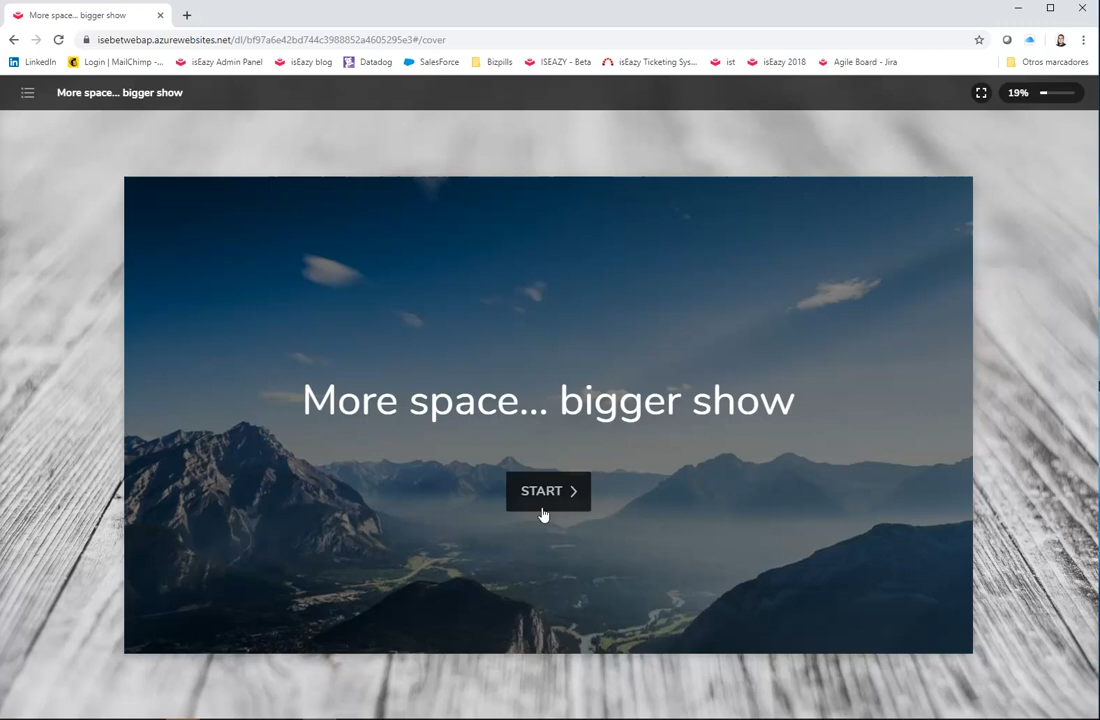 More space... bigger show
isebetwebap.azurewebsites.net/dl/bf97a6e42bd744c3988852a4605295e3#/cover
LinkedIn Login | MailChimp -... isEazy Admin Panel isEazy blog Datadog SalesForce Bizpills ISEAZY - Beta isEazy Ticketing Sys... ist isEazy 2018 Agile Board - Jira Otros marcadores
More space... bigger show 19%
More space... bigger show
START